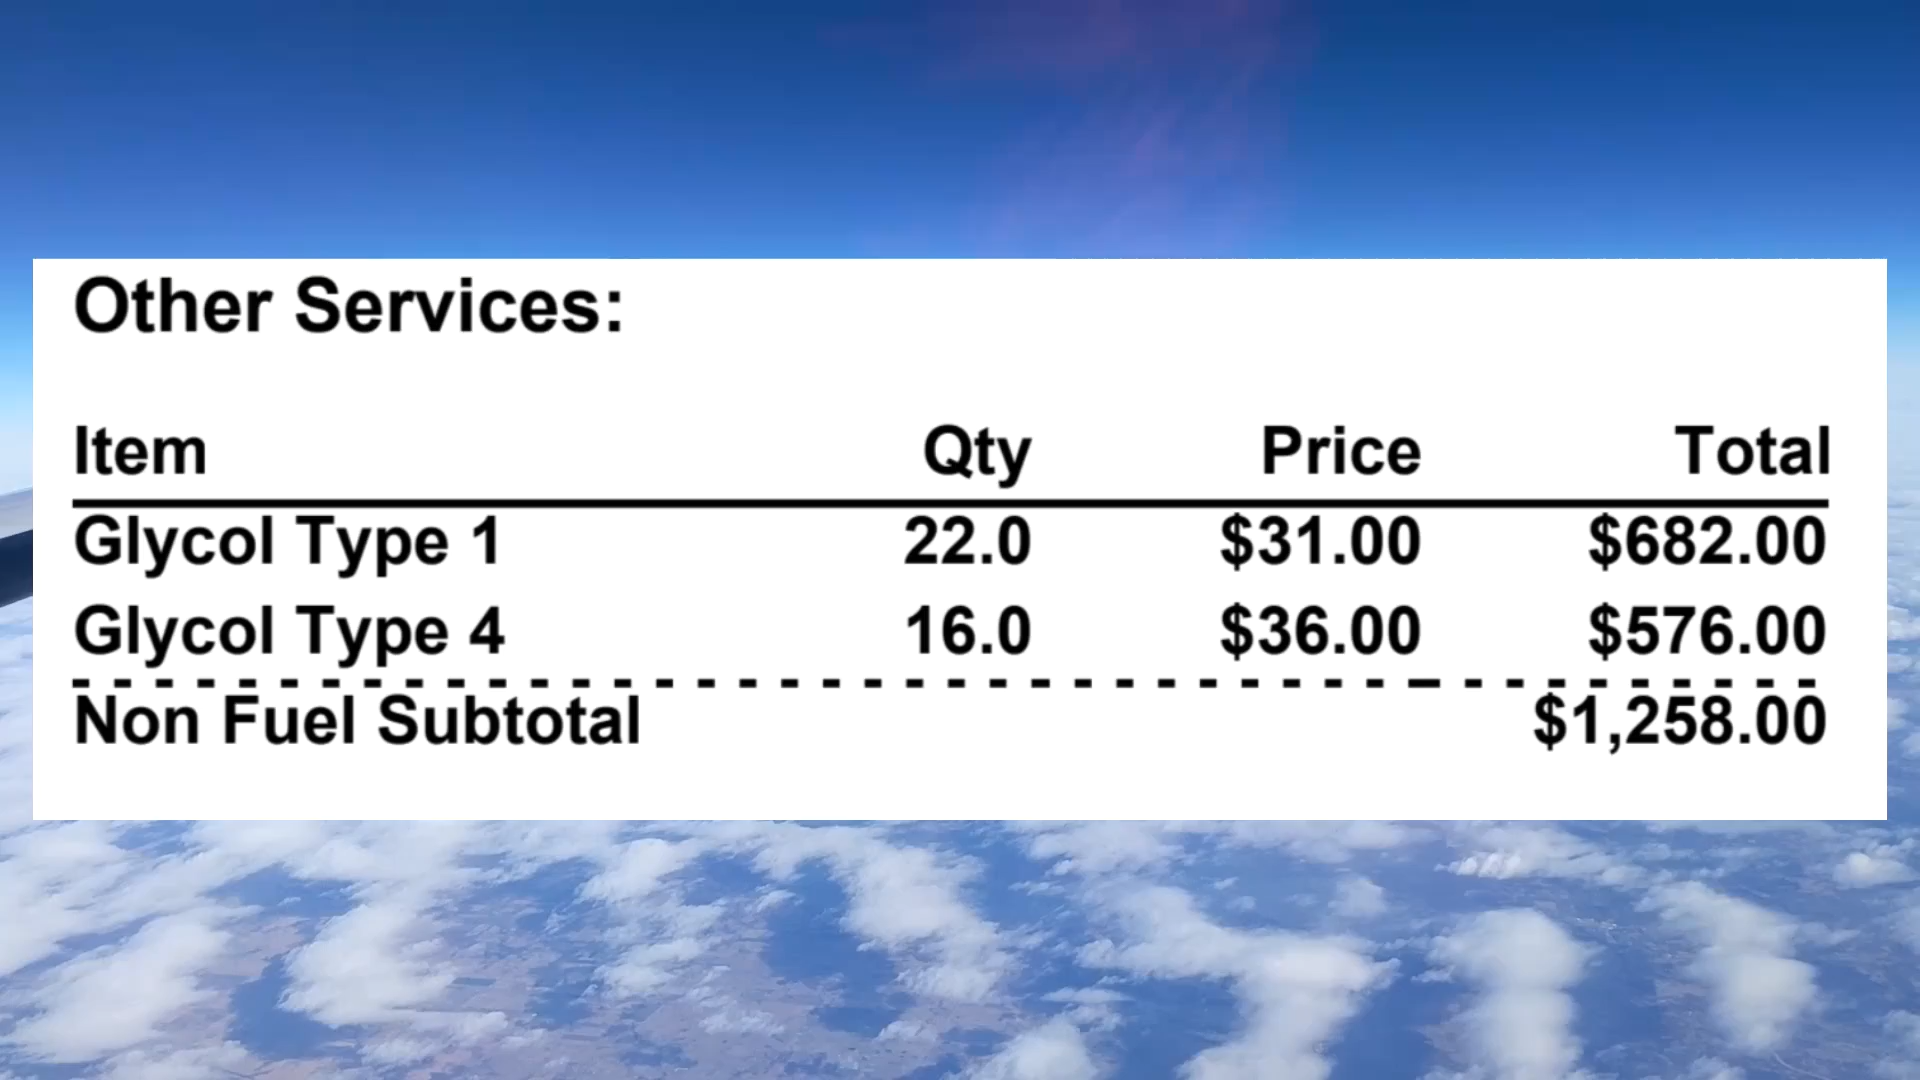 Other Services:
Item Qty Price Total
Glycol Type 1 22.0 $31.00 $682.00
Glycol Type 4 16.0 $36.00 $576.00
Non Fuel Subtotal $1,258.00